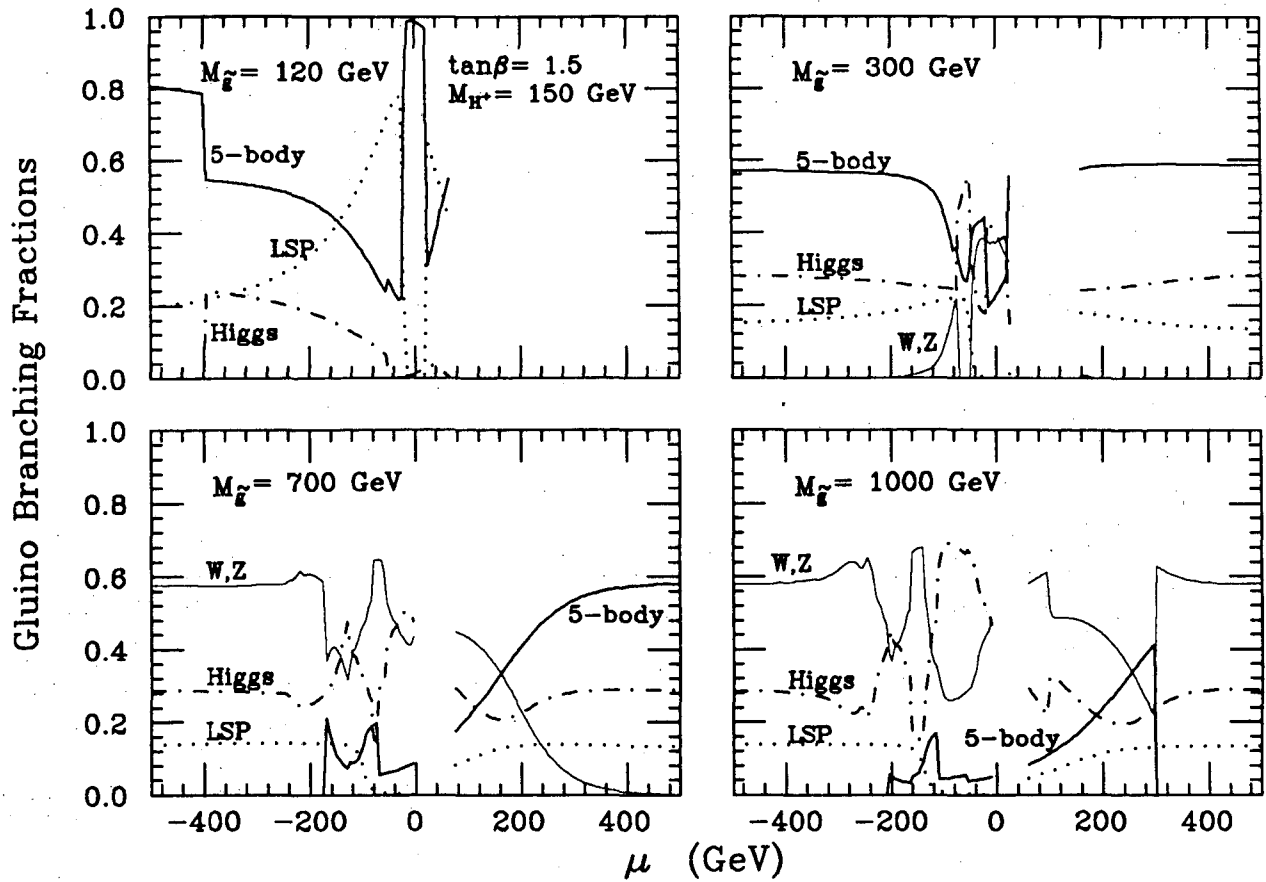 Gluino Branching Fractions
1.0
0.8
0.6
0.4
0.2
0.0
M_g̃ = 120 GeV
tanβ= 1.5
M_H⁺= 150 GeV
5-body
LSP
Higgs
M_g̃ = 300 GeV
5-body
Higgs
LSP
W,Z
1.0
0.8
0.6
0.4
0.2
0.0
M_g̃ = 700 GeV
W,Z
5-body
Higgs
LSP
-400 -200 0 200 400
M_g̃ = 1000 GeV
W,Z
Higgs
LSP
5-body
-400 -200 0 200 400
μ (GeV)